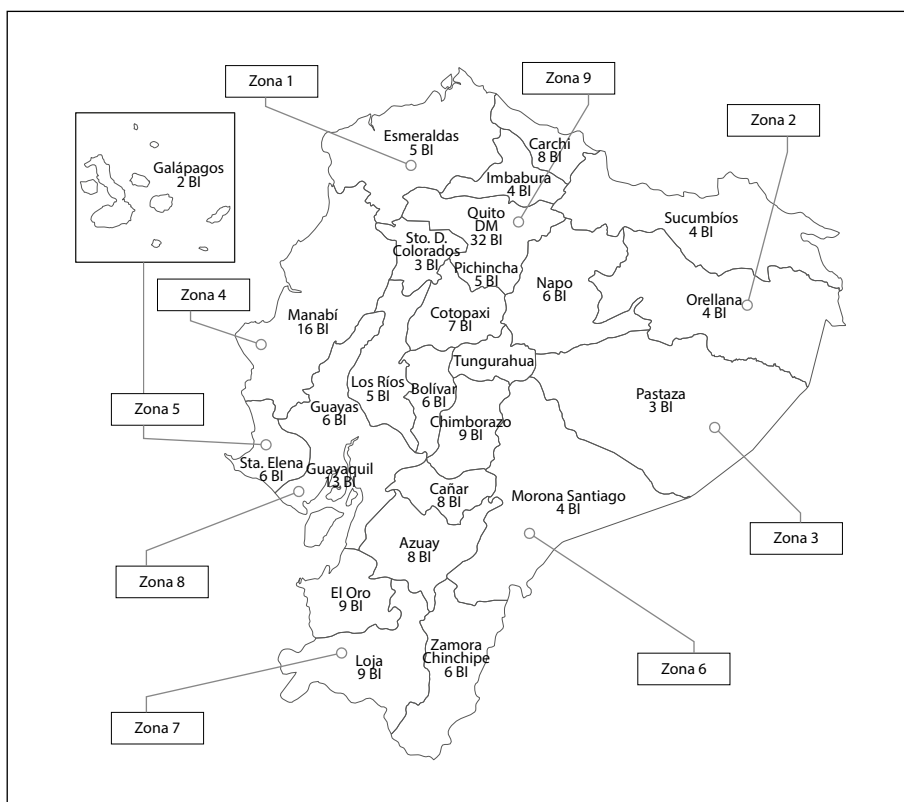 Zona 1
Zona 9
Zona 2
Esmeraldas
5 BI
Carchi
8 BI
Galápagos
2 BI
Imbabura
4 BI
Quito
DM
32 BI
Sucumbíos
4 BI
Sto. D.
Colorados
3 BI
Pichincha
5 BI
Napo
6 BI
Zona 4
Orellana
4 BI
Manabí
16 BI
Cotopaxi
7 BI
Tungurahua
Los Ríos
5 BI
Bolívar
6 BI
Pastaza
3 BI
Zona 5
Guayas
6 BI
Chimborazo
9 BI
Sta. Elena
6 BI
Guayaquil
13 BI
Cañar
8 BI
Morona Santiago
4 BI
Zona 3
Azuay
8 BI
Zona 8
El Oro
9 BI
Zamora
Chinchipe
6 BI
Loja
9 BI
Zona 6
Zona 7